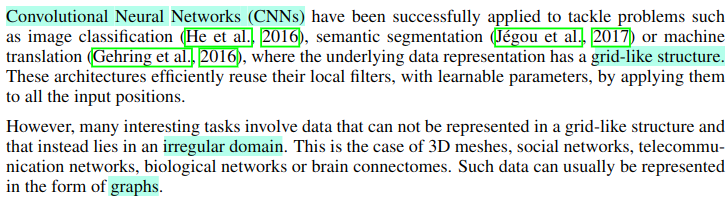 Convolutional Neural Networks (CNNs) have been successfully applied to tackle problems such
as image classification (He et al., 2016), semantic segmentation (Jégou et al., 2017) or machine
translation (Gehring et al., 2016), where the underlying data representation has a grid-like structure.
These architectures efficiently reuse their local filters, with learnable parameters, by applying them
to all the input positions.
However, many interesting tasks involve data that can not be represented in a grid-like structure and
that instead lies in an irregular domain. This is the case of 3D meshes, social networks, telecommu-
nication networks, biological networks or brain connectomes. Such data can usually be represented
in the form of graphs.